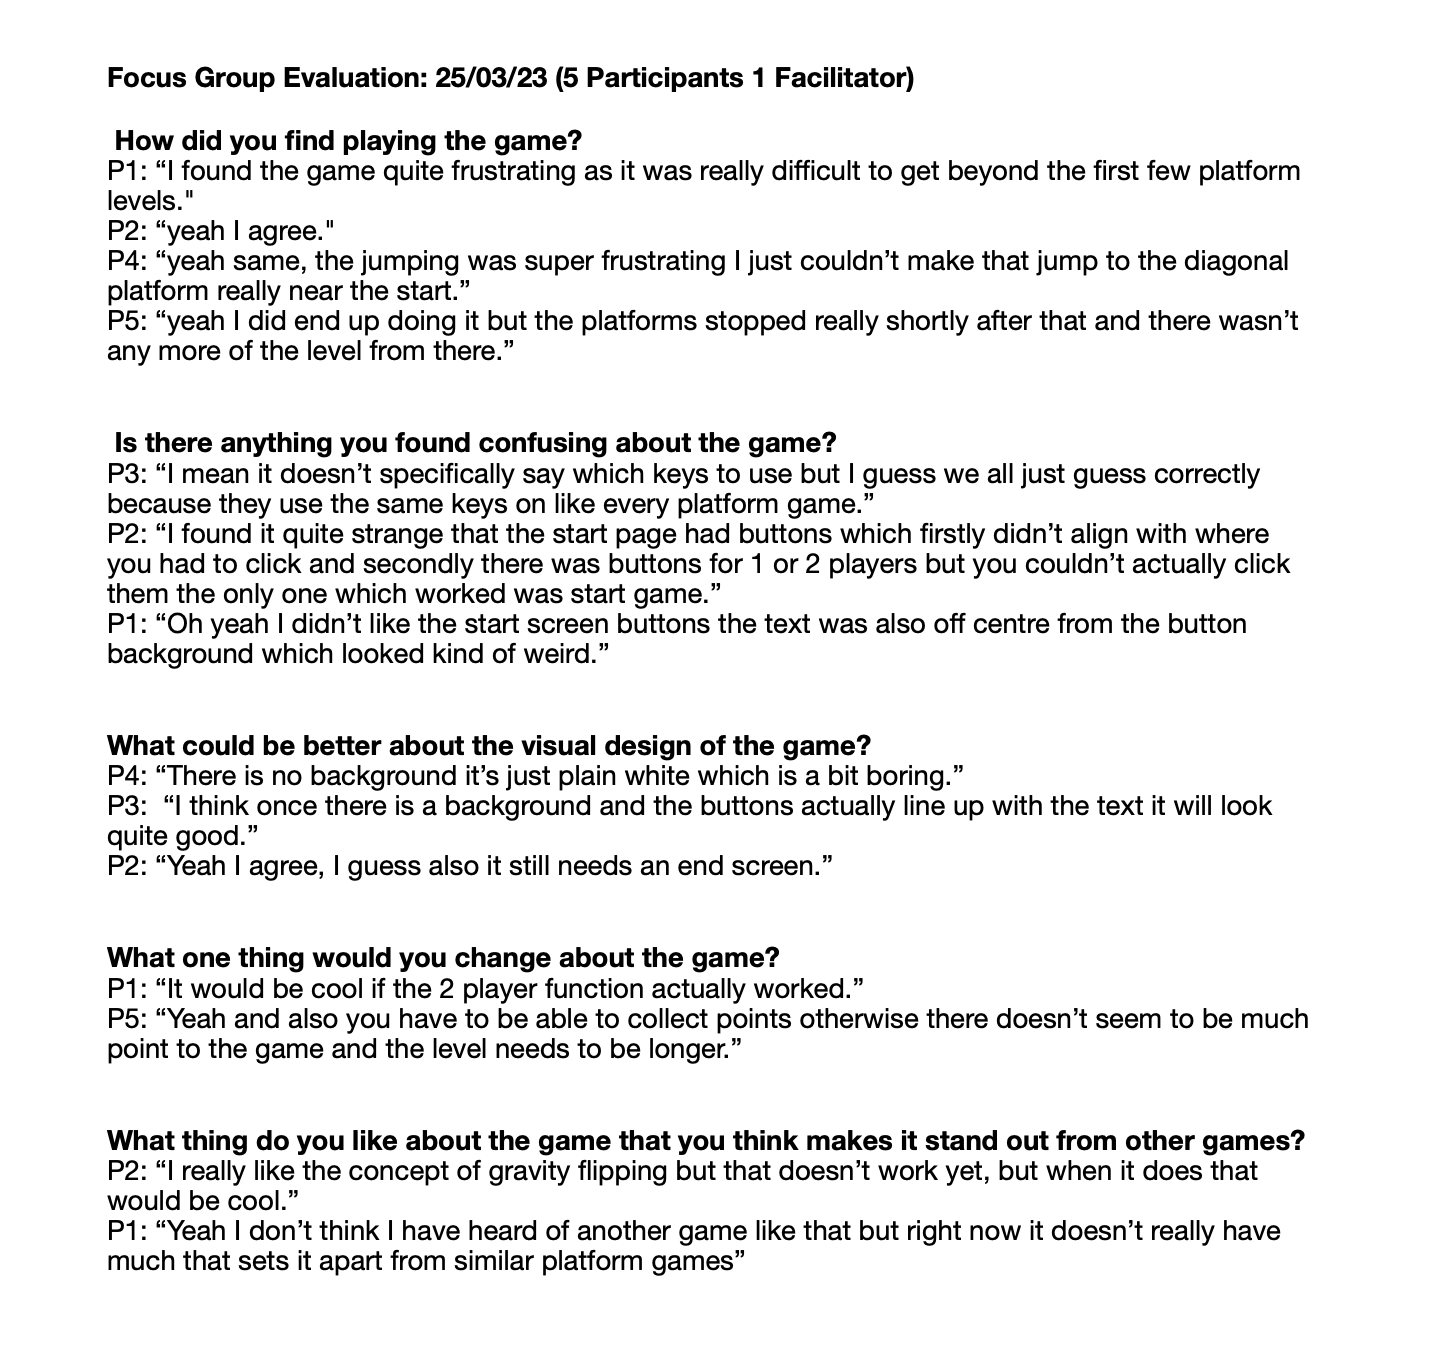 Focus Group Evaluation: 25/03/23 (5 Participants 1 Facilitator)
How did you find playing the game?
P1: “I found the game quite frustrating as it was really difficult to get beyond the first few platform
levels."
P2: “yeah I agree."
P4: “yeah same, the jumping was super frustrating I just couldn’t make that jump to the diagonal
platform really near the start.”
P5: “yeah I did end up doing it but the platforms stopped really shortly after that and there wasn’t
any more of the level from there.”
Is there anything you found confusing about the game?
P3: “I mean it doesn’t specifically say which keys to use but I guess we all just guess correctly
because they use the same keys on like every platform game.”
P2: “I found it quite strange that the start page had buttons which firstly didn’t align with where
you had to click and secondly there was buttons for 1 or 2 players but you couldn’t actually click
them the only one which worked was start game.”
P1: “Oh yeah I didn’t like the start screen buttons the text was also off centre from the button
background which looked kind of weird.”
What could be better about the visual design of the game?
P4: “There is no background it’s just plain white which is a bit boring.”
P3:  “I think once there is a background and the buttons actually line up with the text it will look
quite good.”
P2: “Yeah I agree, I guess also it still needs an end screen.”
What one thing would you change about the game?
P1: “It would be cool if the 2 player function actually worked.”
P5: “Yeah and also you have to be able to collect points otherwise there doesn’t seem to be much
point to the game and the level needs to be longer.”
What thing do you like about the game that you think makes it stand out from other games?
P2: “I really like the concept of gravity flipping but that doesn’t work yet, but when it does that
would be cool.”
P1: “Yeah I don’t think I have heard of another game like that but right now it doesn’t really have
much that sets it apart from similar platform games”